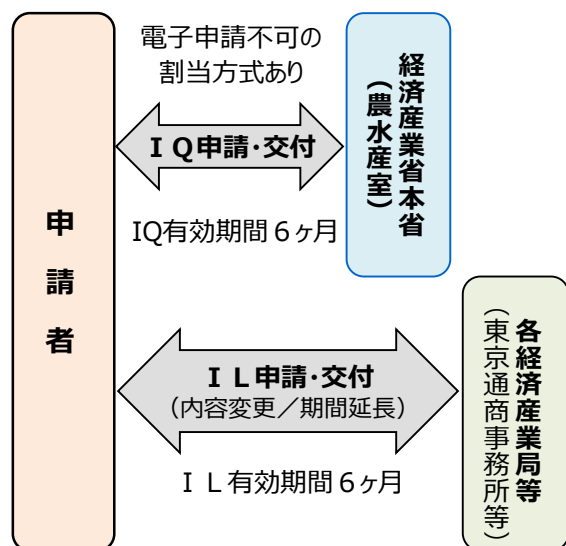 電子申請不可の
割当方式あり
ＩＱ申請・交付
IQ有効期間６ヶ月
経済産業省本省
（農水産室）
申請者
ＩＬ申請・交付
（内容変更／期間延長）
ＩＬ有効期間６ヶ月
各経済産業局等
（東京通商事務所等）